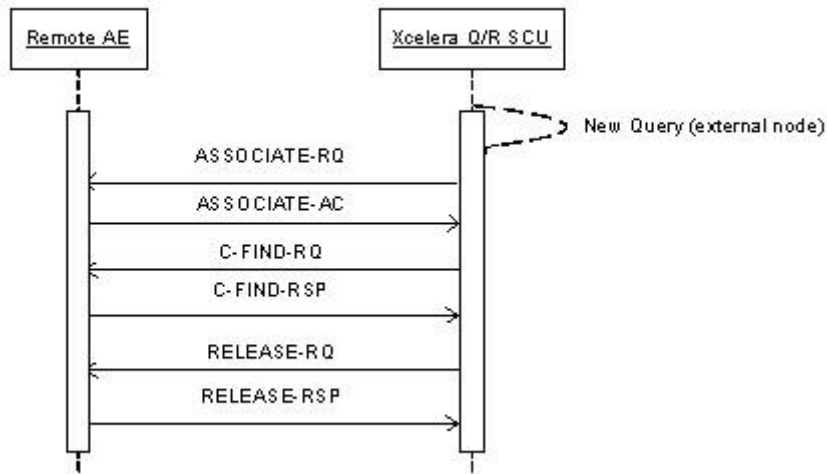 Remote AE
Xcelera Q/R SCU
New Query (external node)
ASSOCIATE-RQ
ASSOCIATE-AC
C-FIND-RQ
C-FIND-RSP
RELEASE-RQ
RELEASE-RSP